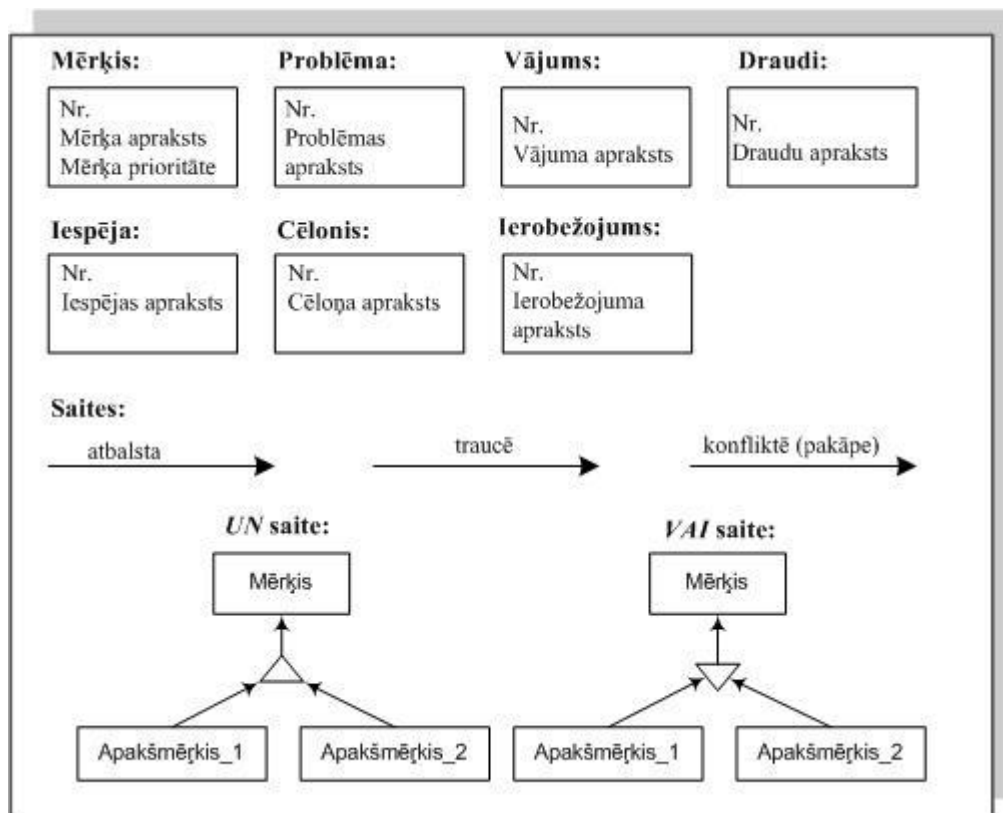 Mērķis:
Problēma:
Vājums:
Draudi:
Nr.
Mērķa apraksts
Mērķa prioritāte
Nr.
Problēmas
apraksts
Nr.
Vājuma apraksts
Nr.
Draudu apraksts
Iespēja:
Cēlonis:
Ierobežojums:
Nr.
Iespējas apraksts
Nr.
Cēloņa apraksts
Nr.
Ierobežojuma
apraksts
Saites:
atbalsta
traucē
konfliktē (pakāpe)
UN saite:
VAI saite:
Mērķis
Mērķis
Apakšmērķis_1
Apakšmērķis_2
Apakšmērķis_1
Apakšmērķis_2